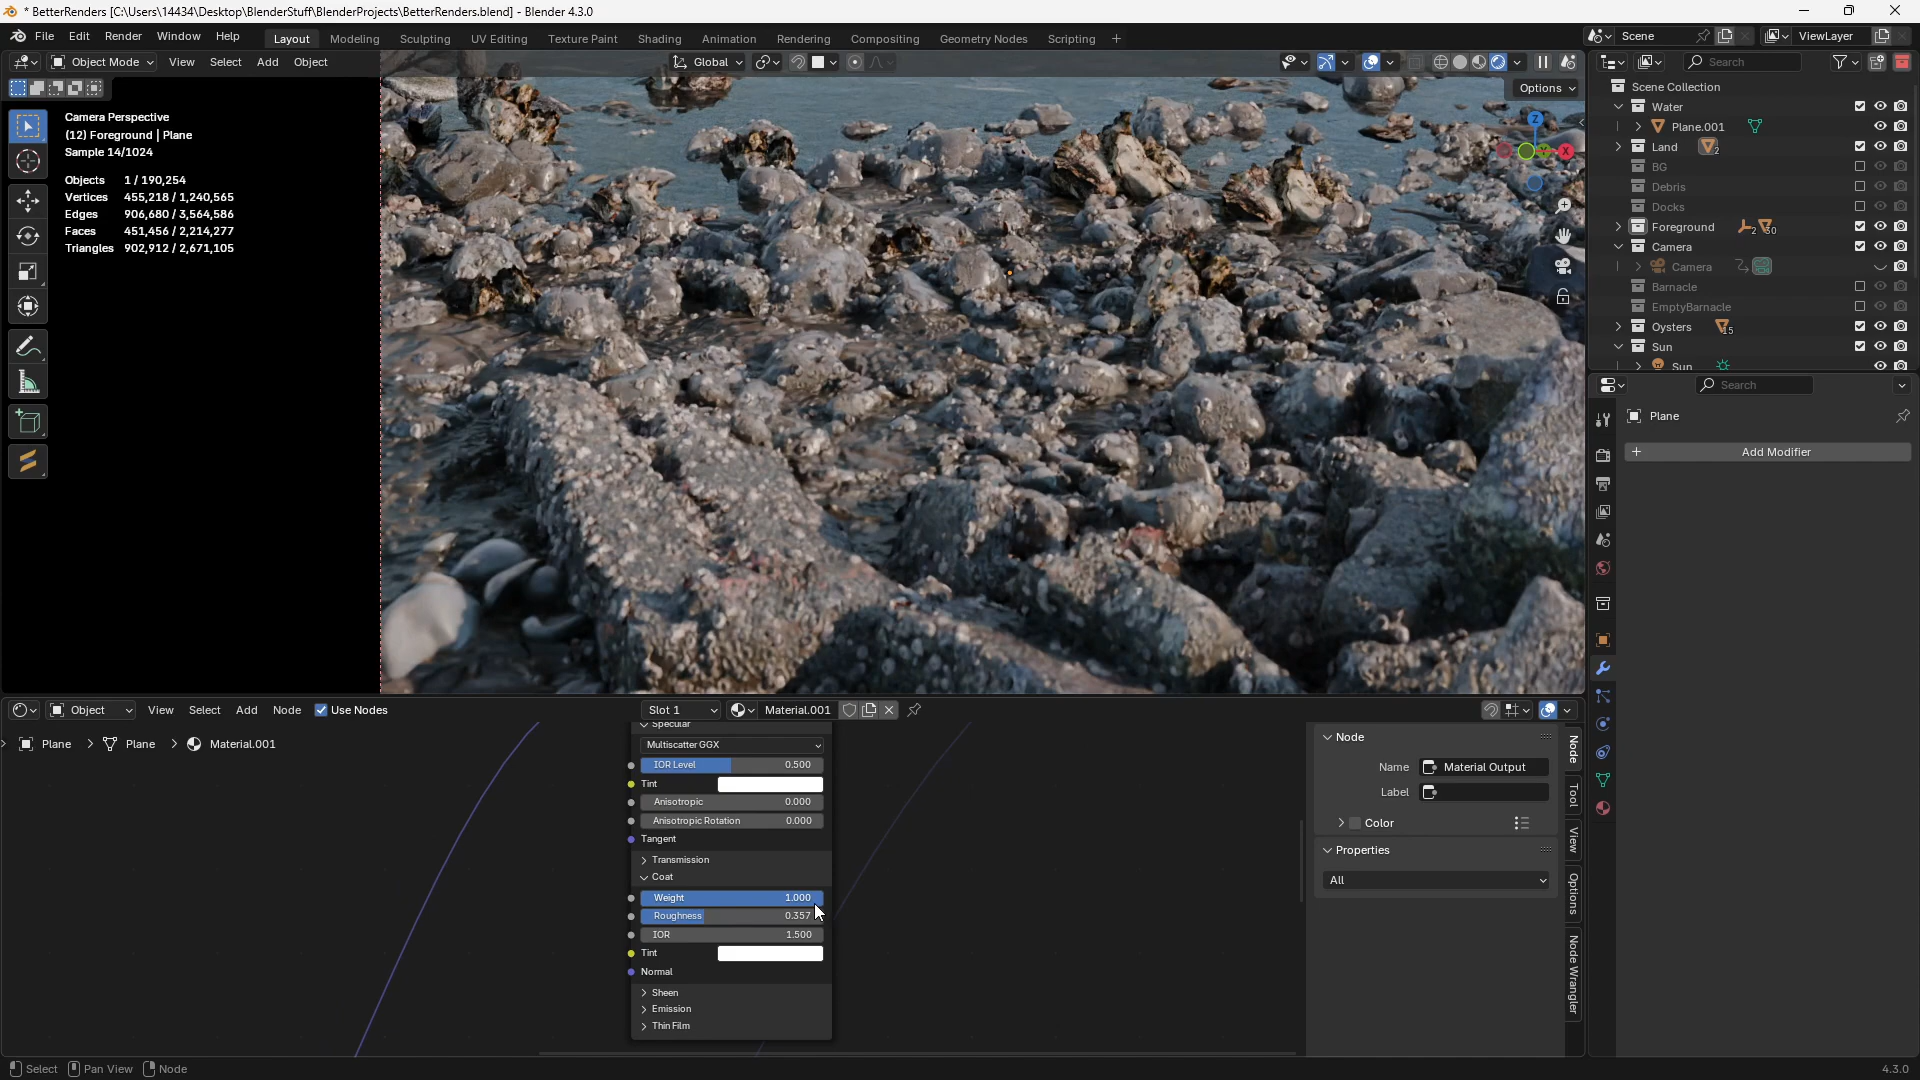 * BetterRenders [C:\Users\14434\Desktop\BlenderStuff\BlenderProjects\BetterRenders.blend] - Blender 4.3.0
File Edit Render Window Help Layout Modeling Sculpting UV Editing Texture Paint Shading Animation Rendering Compositing Geometry Nodes Scripting + Scene ViewLayer
Object Mode View Select Add Object Global Search
Options
Camera Perspective
(12) Foreground | Plane
Sample 14/1024
Objects 1 / 190,254
Vertices 455,218 / 1,240,565
Edges 906,680 / 3,564,586
Faces 451,456 / 2,214,277
Triangles 902,912 / 2,671,105
Z
X
Scene Collection
Water
Plane.001
Land 2
BG
Debris
Docks
Foreground 2 30
Camera
Camera
Barnacle
EmptyBarnacle
Oysters 15
Sun
Sun
Search
Plane
+ Add Modifier
Object View Select Add Node Use Nodes Slot 1 Material.001
Plane > Plane > Material.001
Specular
Multiscatter GGX
IOR Level 0.500
Tint
Anisotropic 0.000
Anisotropic Rotation 0.000
Tangent
Transmission
Coat
Weight 1.000
Roughness 0.357
IOR 1.500
Tint
Normal
Sheen
Emission
Thin Film
Node
Name Material Output
Label
Color
Properties
All
Node
Tool
View
Options
Node Wrangler
Select Pan View Node 4.3.0